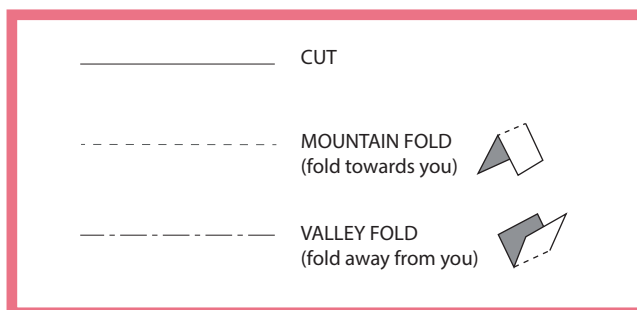 CUT
MOUNTAIN FOLD
(fold towards you)
VALLEY FOLD
(fold away from you)